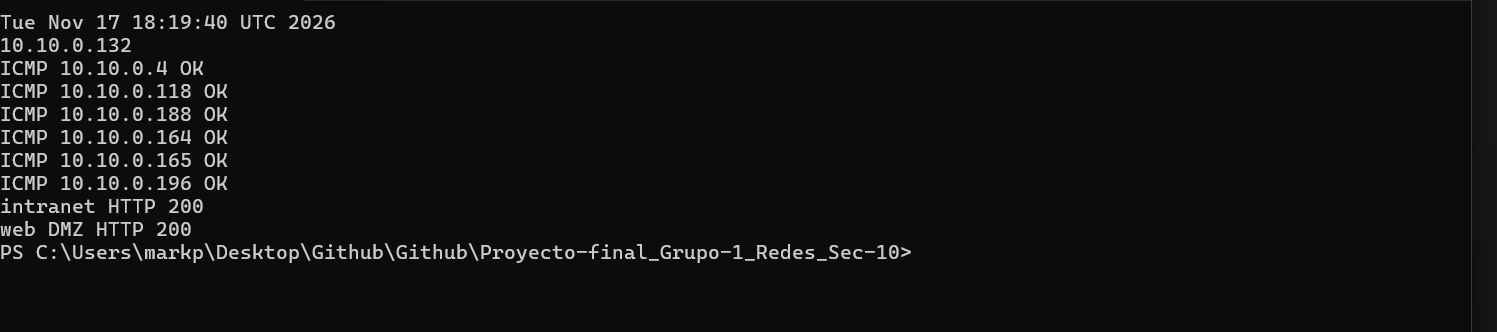 Tue Nov 17 18:19:40 UTC 2026
10.10.0.132
ICMP 10.10.0.4 OK
ICMP 10.10.0.118 OK
ICMP 10.10.0.188 OK
ICMP 10.10.0.164 OK
ICMP 10.10.0.165 OK
ICMP 10.10.0.196 OK
intranet HTTP 200
web DMZ HTTP 200
PS C:\Users\markp\Desktop\Github\Github\Proyecto-final_Grupo-1_Redes_Sec-10>